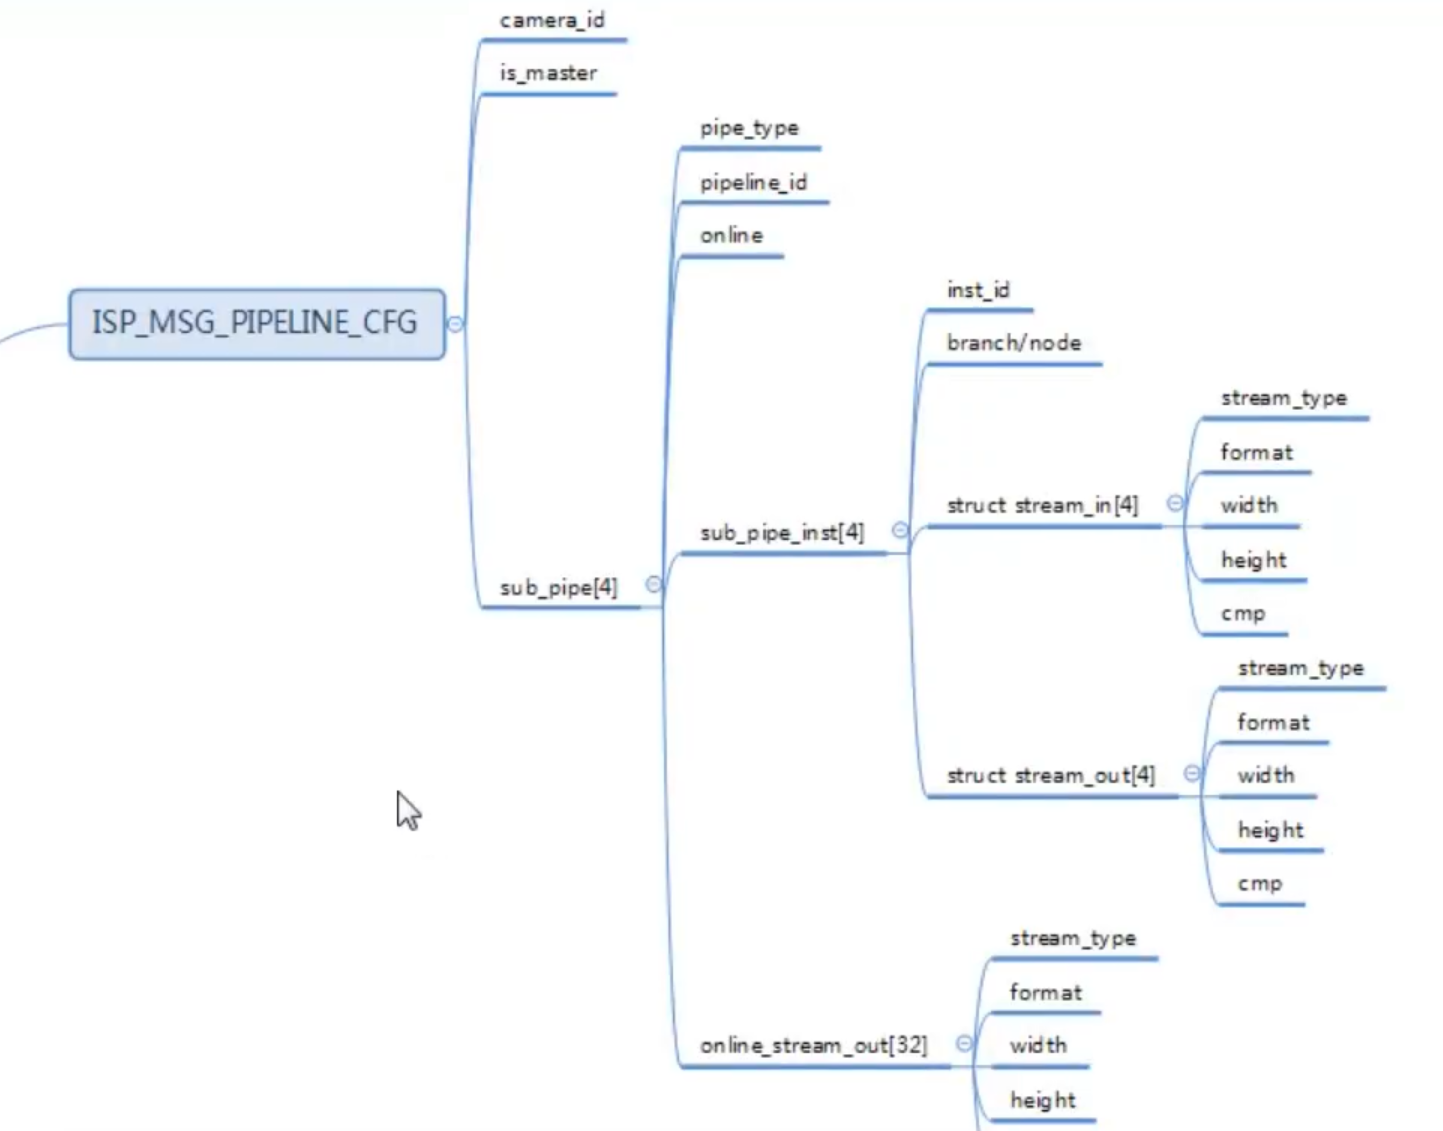 camera_id
is_master
pipe_type
pipeline_id
online
inst_id
ISP_MSG_PIPELINE_CFG
branch/node
stream_type
format
struct stream_in[4]
width
sub_pipe_inst[4]
height
sub_pipe[4]
cmp
stream_type
format
struct stream_out[4]
width
height
cmp
stream_type
format
online_stream_out[32]
width
height